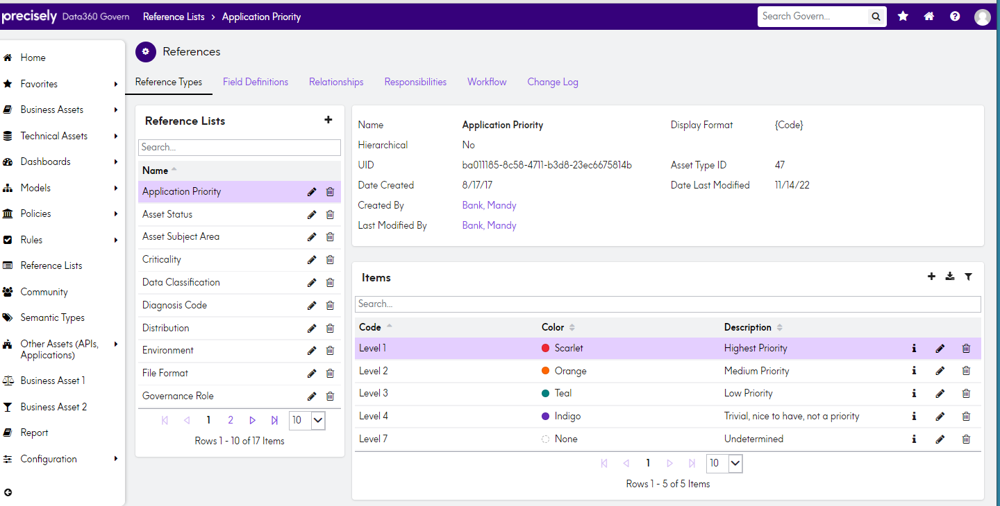 precisely Data360 Govern Reference Lists > Application Priority Search Govern...
Home
Favorites
Business Assets
Technical Assets
Dashboards
Models
Policies
Rules
Reference Lists
Community
Semantic Types
Other Assets (APIs,
Applications)
Business Asset 1
Business Asset 2
Report
Configuration
References
Reference Types Field Definitions Relationships Responsibilities Workflow Change Log
Reference Lists
Search...
Name
Application Priority
Asset Status
Asset Subject Area
Criticality
Data Classification
Diagnosis Code
Distribution
Environment
File Format
Governance Role
1 2 10
Rows 1 - 10 of 17 Items
Name Application Priority Display Format {Code}
Hierarchical No
UID ba011185-8c58-4711-b3d8-23ec6675814b Asset Type ID 47
Date Created 8/17/17 Date Last Modified 11/14/22
Created By Bank, Mandy
Last Modified By Bank, Mandy
Items
Search...
Code Color Description
Level 1 Scarlet Highest Priority
Level 2 Orange Medium Priority
Level 3 Teal Low Priority
Level 4 Indigo Trivial, nice to have, not a priority
Level 7 None Undetermined
1 10
Rows 1 - 5 of 5 Items